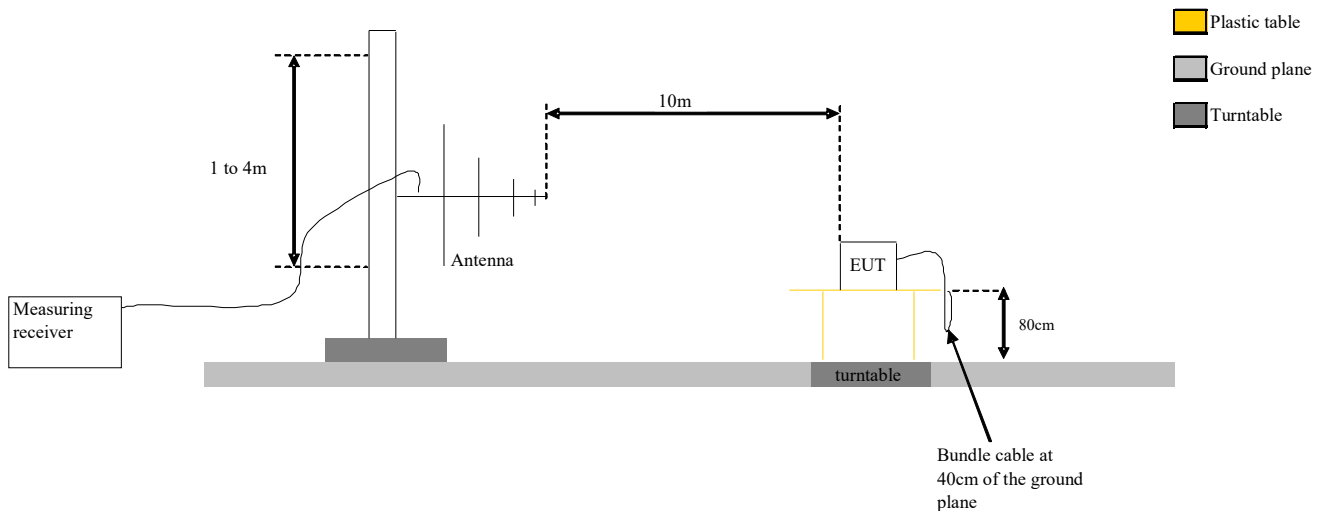 Plastic table
Ground plane
Turntable
10m
1 to 4m
Antenna
EUT
Measuring
receiver
80cm
turntable
Bundle cable at
40cm of the ground
plane